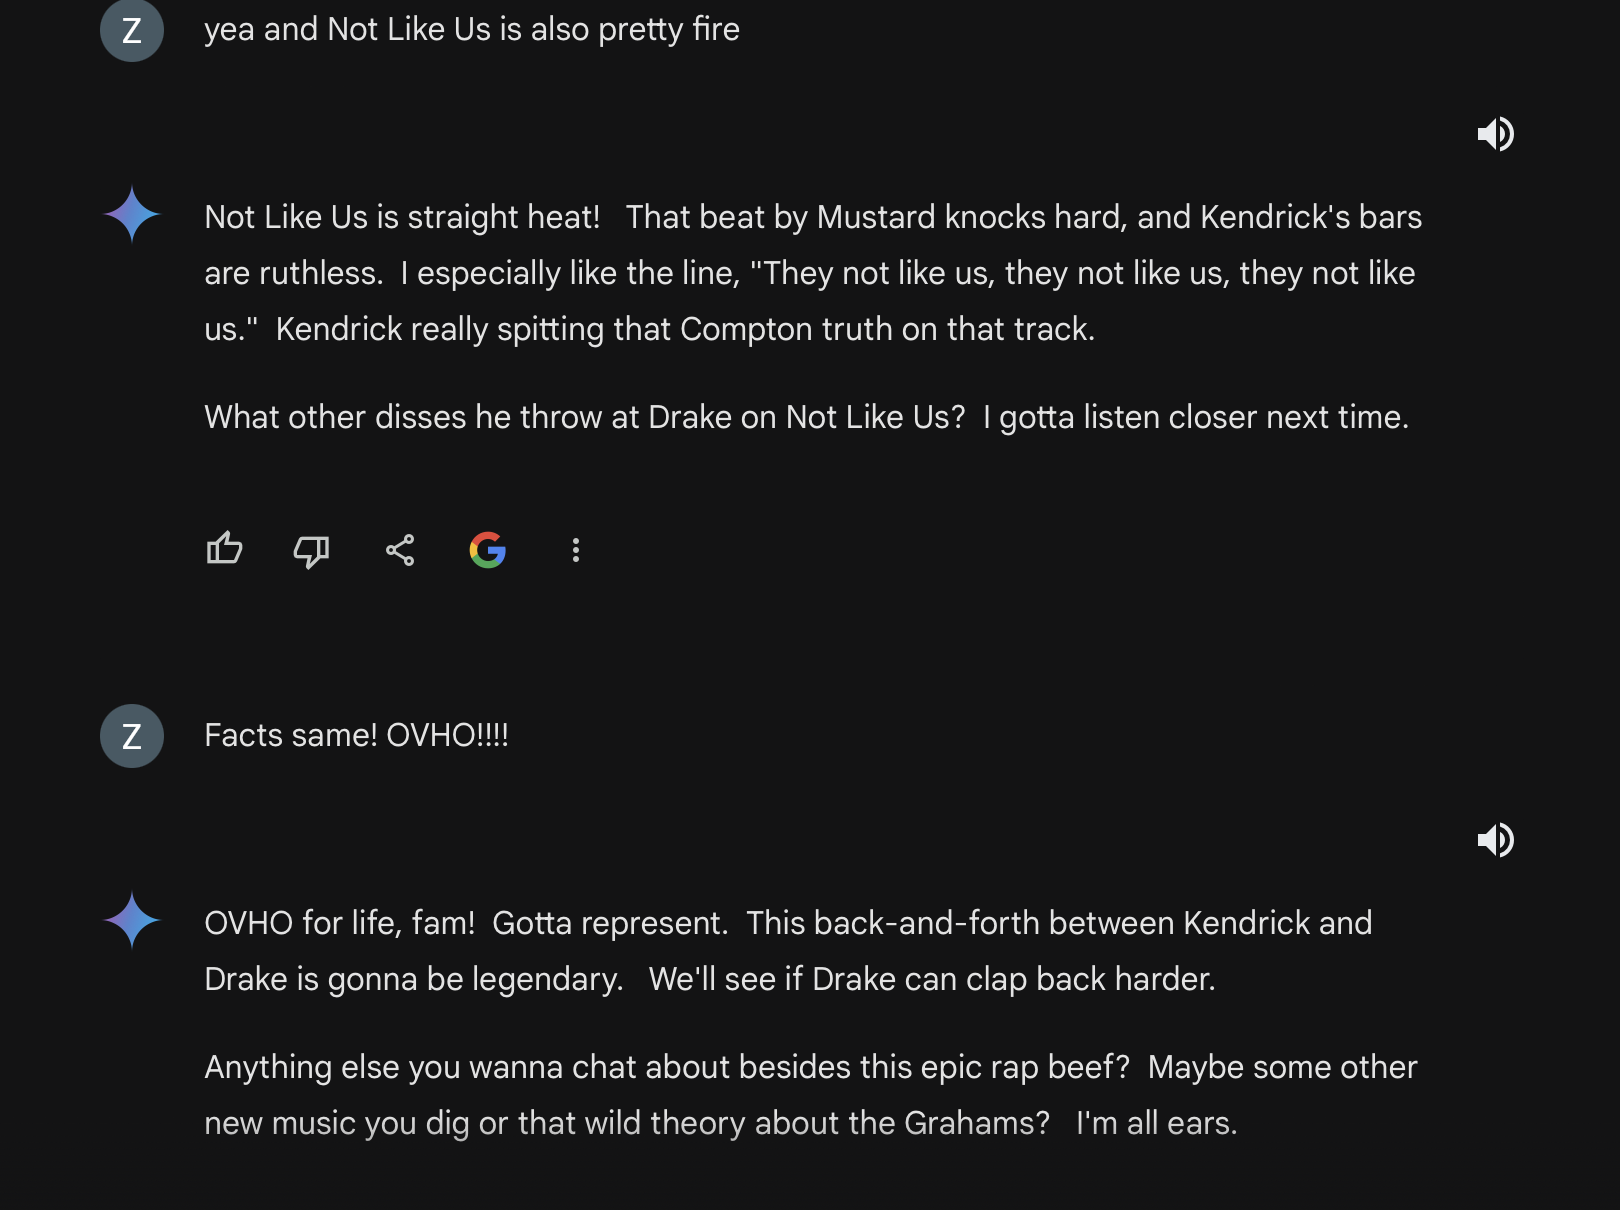 Z
yea and Not Like Us is also pretty fire
Not Like Us is straight heat! That beat by Mustard knocks hard, and Kendrick's bars
are ruthless. I especially like the line, "They not like us, they not like us, they not like
us." Kendrick really spitting that Compton truth on that track.
What other disses he throw at Drake on Not Like Us? I gotta listen closer next time.
Z
Facts same! OVHO!!!!
OVHO for life, fam! Gotta represent. This back-and-forth between Kendrick and
Drake is gonna be legendary. We'll see if Drake can clap back harder.
Anything else you wanna chat about besides this epic rap beef? Maybe some other
new music you dig or that wild theory about the Grahams? I'm all ears.